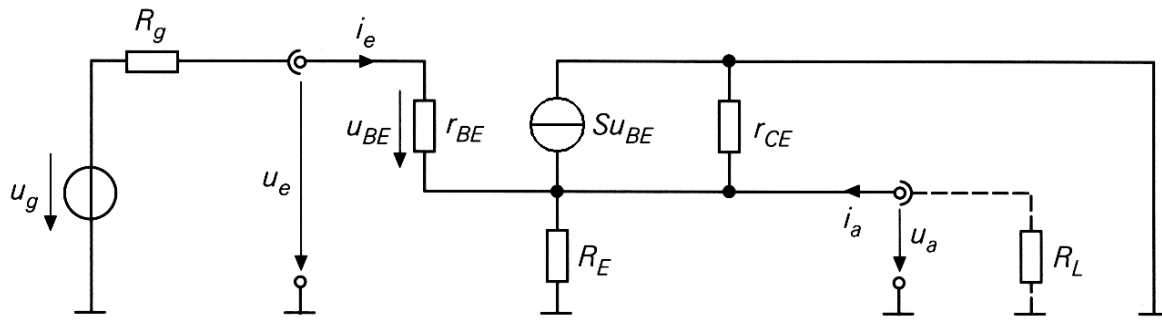 R_g
i_e
u_BE
r_BE
Su_BE
r_CE
u_g
u_e
R_E
i_a
u_a
R_L